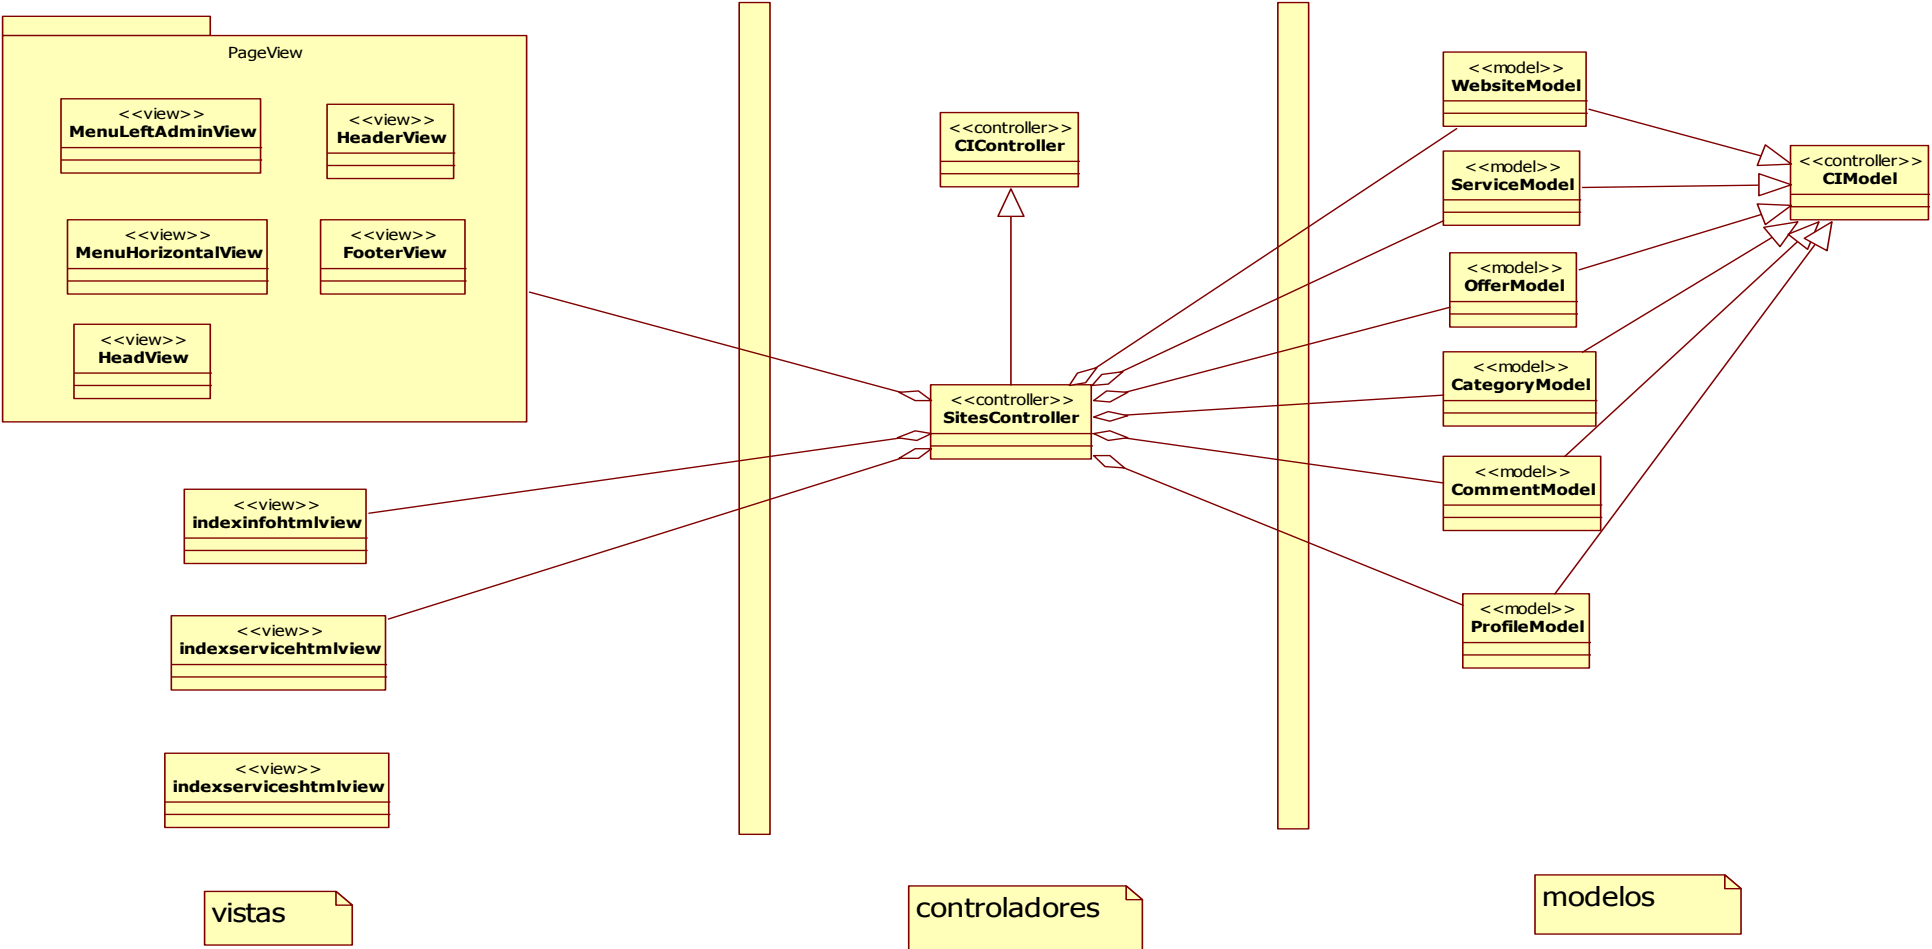 PageView
<<view>>
MenuLeftAdminView
<<view>>
HeaderView
<<view>>
MenuHorizontalView
<<view>>
FooterView
<<view>>
HeadView
<<view>>
indexinfohtmlview
<<view>>
indexservicehtmlview
<<view>>
indexserviceshtmlview
vistas
<<controller>>
CIController
<<controller>>
SitesController
controladores
<<model>>
WebsiteModel
<<model>>
ServiceModel
<<model>>
OfferModel
<<model>>
CategoryModel
<<model>>
CommentModel
<<model>>
ProfileModel
<<controller>>
CIModel
modelos